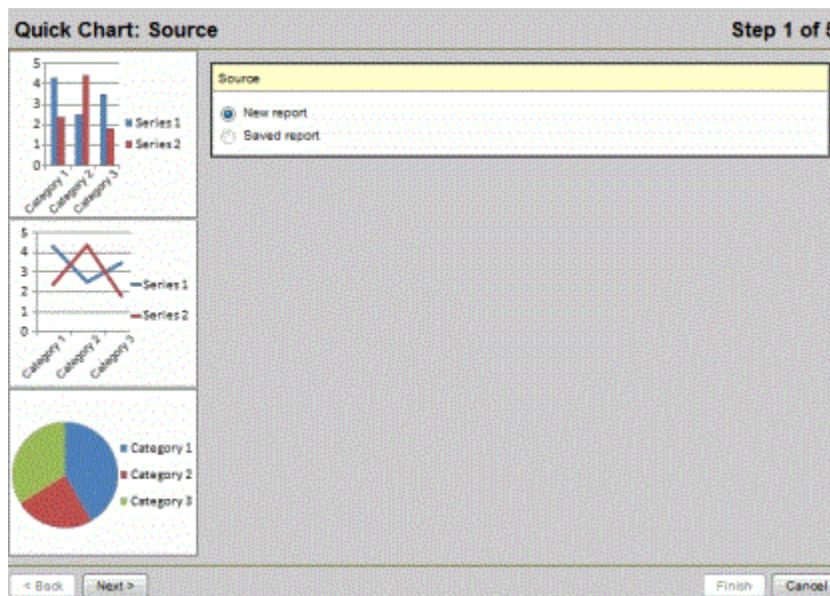 Quick Chart: Source
Step 1 of 5
5
4
3
2
1
0
Series 1
Series 2
Category 1
Category 2
Category 3
5
4
3
2
1
0
Series 1
Series 2
Category 1
Category 2
Category 3
Category 1
Category 2
Category 3
Source
New report
Saved report
< Back
Next >
Finish
Cancel